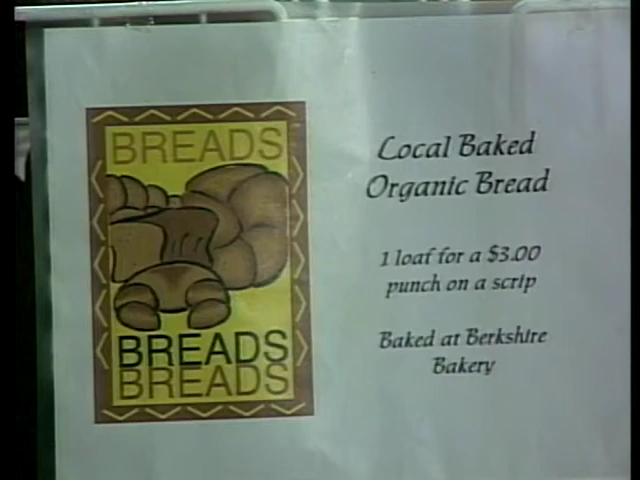 BREADS
BREADS
BREADS
Local Baked
Organic Bread
1 loaf for a $3.00
punch on a scrip
Baked at Berkshire
Bakery